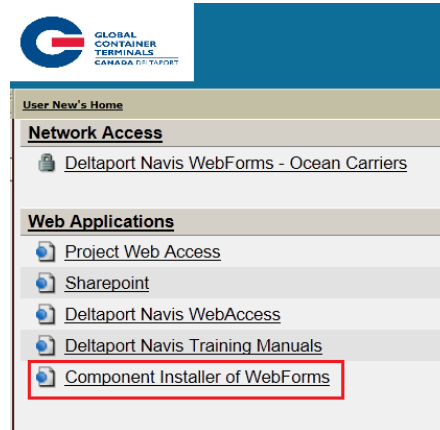 GLOBAL
CONTAINER
TERMINALS
CANADA DELTAPORT
User New's Home
Network Access
Deltaport Navis WebForms - Ocean Carriers
Web Applications
Project Web Access
Sharepoint
Deltaport Navis WebAccess
Deltaport Navis Training Manuals
Component Installer of WebForms